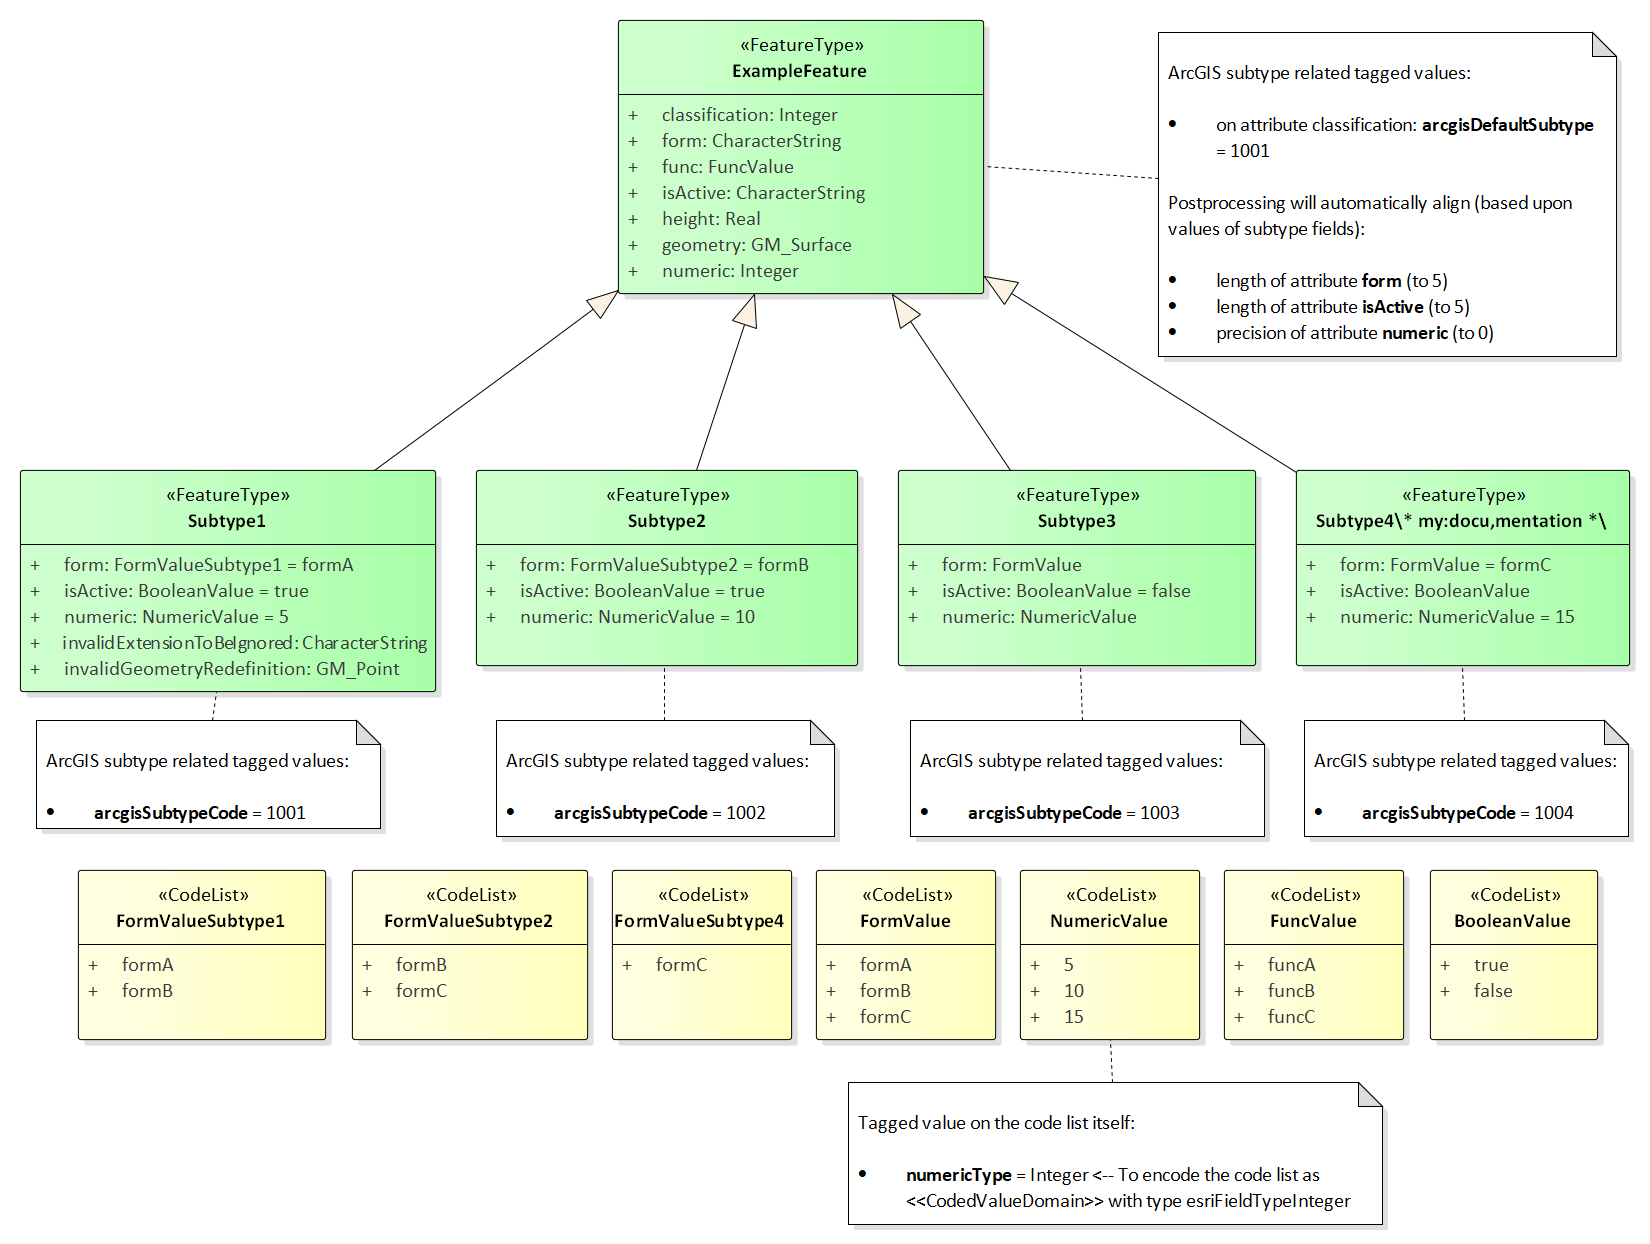 «FeatureType»
ExampleFeature
+ classification: Integer
+ form: CharacterString
+ func: FuncValue
+ isActive: CharacterString
+ height: Real
+ geometry: GM_Surface
+ numeric: Integer
ArcGIS subtype related tagged values:
• on attribute classification: arcgisDefaultSubtype
= 1001
Postprocessing will automatically align (based upon
values of subtype fields):
• length of attribute form (to 5)
• length of attribute isActive (to 5)
• precision of attribute numeric (to 0)
«FeatureType»
Subtype1
+ form: FormValueSubtype1 = formA
+ isActive: BooleanValue = true
+ numeric: NumericValue = 5
+ invalidExtensionToBeIgnored: CharacterString
+ invalidGeometryRedefinition: GM_Point
«FeatureType»
Subtype2
+ form: FormValueSubtype2 = formB
+ isActive: BooleanValue = true
+ numeric: NumericValue = 10
«FeatureType»
Subtype3
+ form: FormValue
+ isActive: BooleanValue = false
+ numeric: NumericValue
«FeatureType»
Subtype4\* my:docu,mentation *\
+ form: FormValue = formC
+ isActive: BooleanValue
+ numeric: NumericValue = 15
ArcGIS subtype related tagged values:
• arcgisSubtypeCode = 1001
ArcGIS subtype related tagged values:
• arcgisSubtypeCode = 1002
ArcGIS subtype related tagged values:
• arcgisSubtypeCode = 1003
ArcGIS subtype related tagged values:
• arcgisSubtypeCode = 1004
«CodeList»
FormValueSubtype1
+ formA
+ formB
«CodeList»
FormValueSubtype2
+ formB
+ formC
«CodeList»
FormValueSubtype4
+ formC
«CodeList»
FormValue
+ formA
+ formB
+ formC
«CodeList»
NumericValue
+ 5
+ 10
+ 15
«CodeList»
FuncValue
+ funcA
+ funcB
+ funcC
«CodeList»
BooleanValue
+ true
+ false
Tagged value on the code list itself:
• numericType = Integer <-- To encode the code list as
<<CodedValueDomain>> with type esriFieldTypeInteger